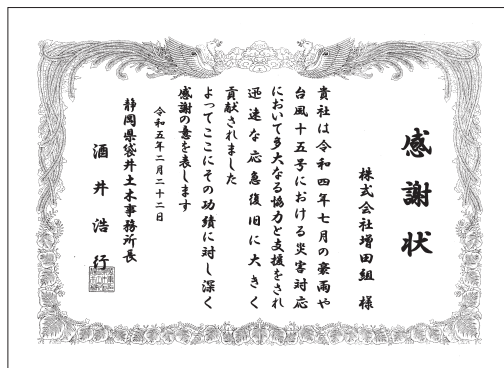 感謝状
株式会社増田組 様
貴社は令和四年七月の豪雨や
台風十五号における災害対応
において多大なる協力と支援をされ
迅速な応急復旧に大きく
貢献されました
よってここにその功績に対し深く
感謝の意を表します
令和五年二月二十二日
静岡県袋井土木事務所長
酒井浩行